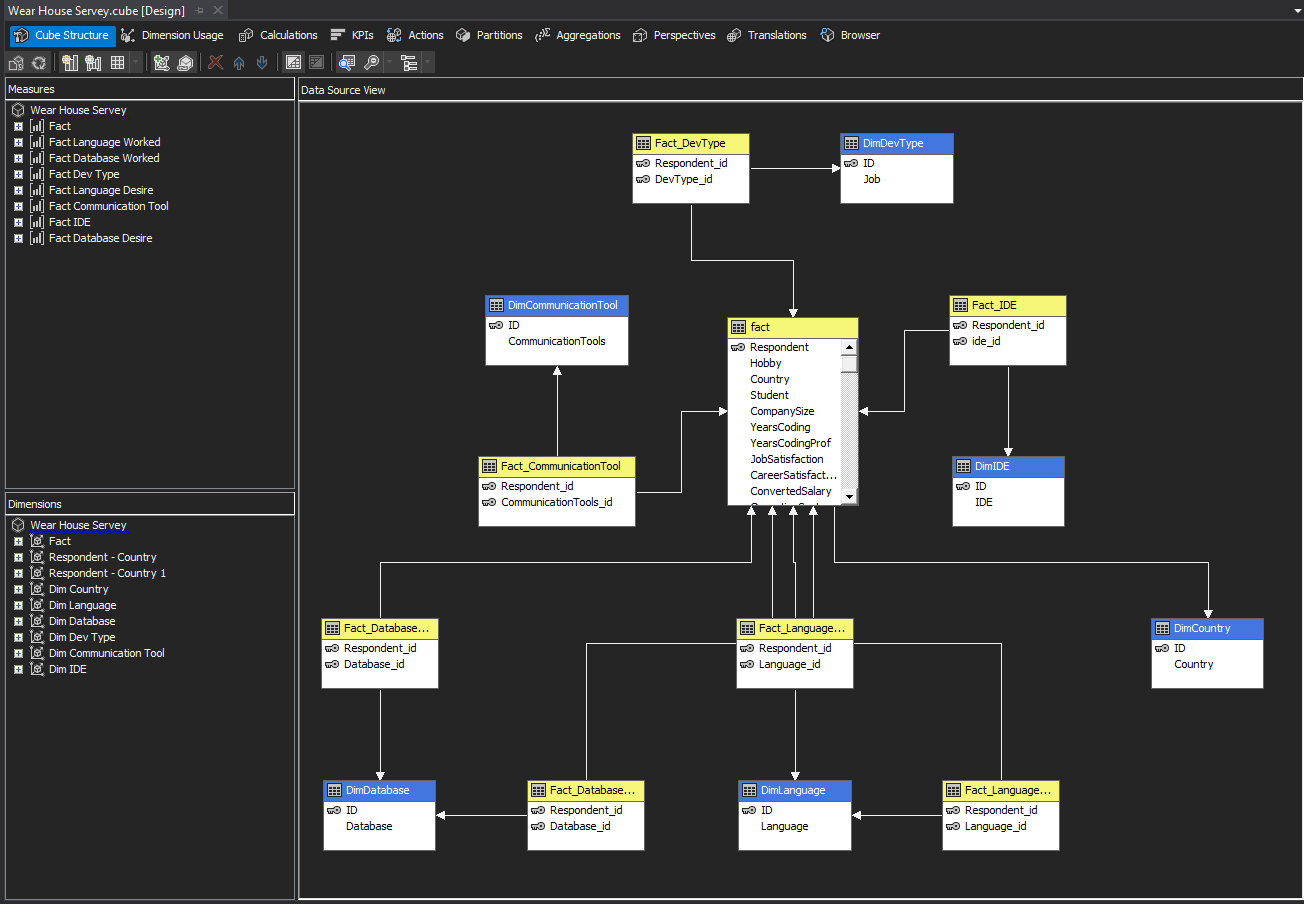 Wear House Servey.cube [Design]
Cube Structure
Dimension Usage
Calculations
KPIs
Actions
Partitions
Aggregations
Perspectives
Translations
Browser
Measures
Wear House Servey
Fact
Fact Language Worked
Fact Database Worked
Fact Dev Type
Fact Language Desire
Fact Communication Tool
Fact IDE
Fact Database Desire
Dimensions
Wear House Servey
Fact
Respondent - Country
Respondent - Country 1
Dim Country
Dim Language
Dim Database
Dim Dev Type
Dim Communication Tool
Dim IDE
Data Source View
Fact_DevType
Respondent_id
DevType_id
DimDevType
ID
Job
DimCommunicationTool
ID
CommunicationTools
fact
Respondent
Hobby
Country
Student
CompanySize
YearsCoding
YearsCodingProf
JobSatisfaction
CareerSatisfact...
ConvertedSalary
Fact_IDE
Respondent_id
ide_id
Fact_CommunicationTool
Respondent_id
CommunicationTools_id
DimIDE
ID
IDE
Fact_Database...
Respondent_id
Database_id
Fact_Language...
Respondent_id
Language_id
DimCountry
ID
Country
DimDatabase
ID
Database
Fact_Database...
Respondent_id
Database_id
DimLanguage
ID
Language
Fact_Language...
Respondent_id
Language_id